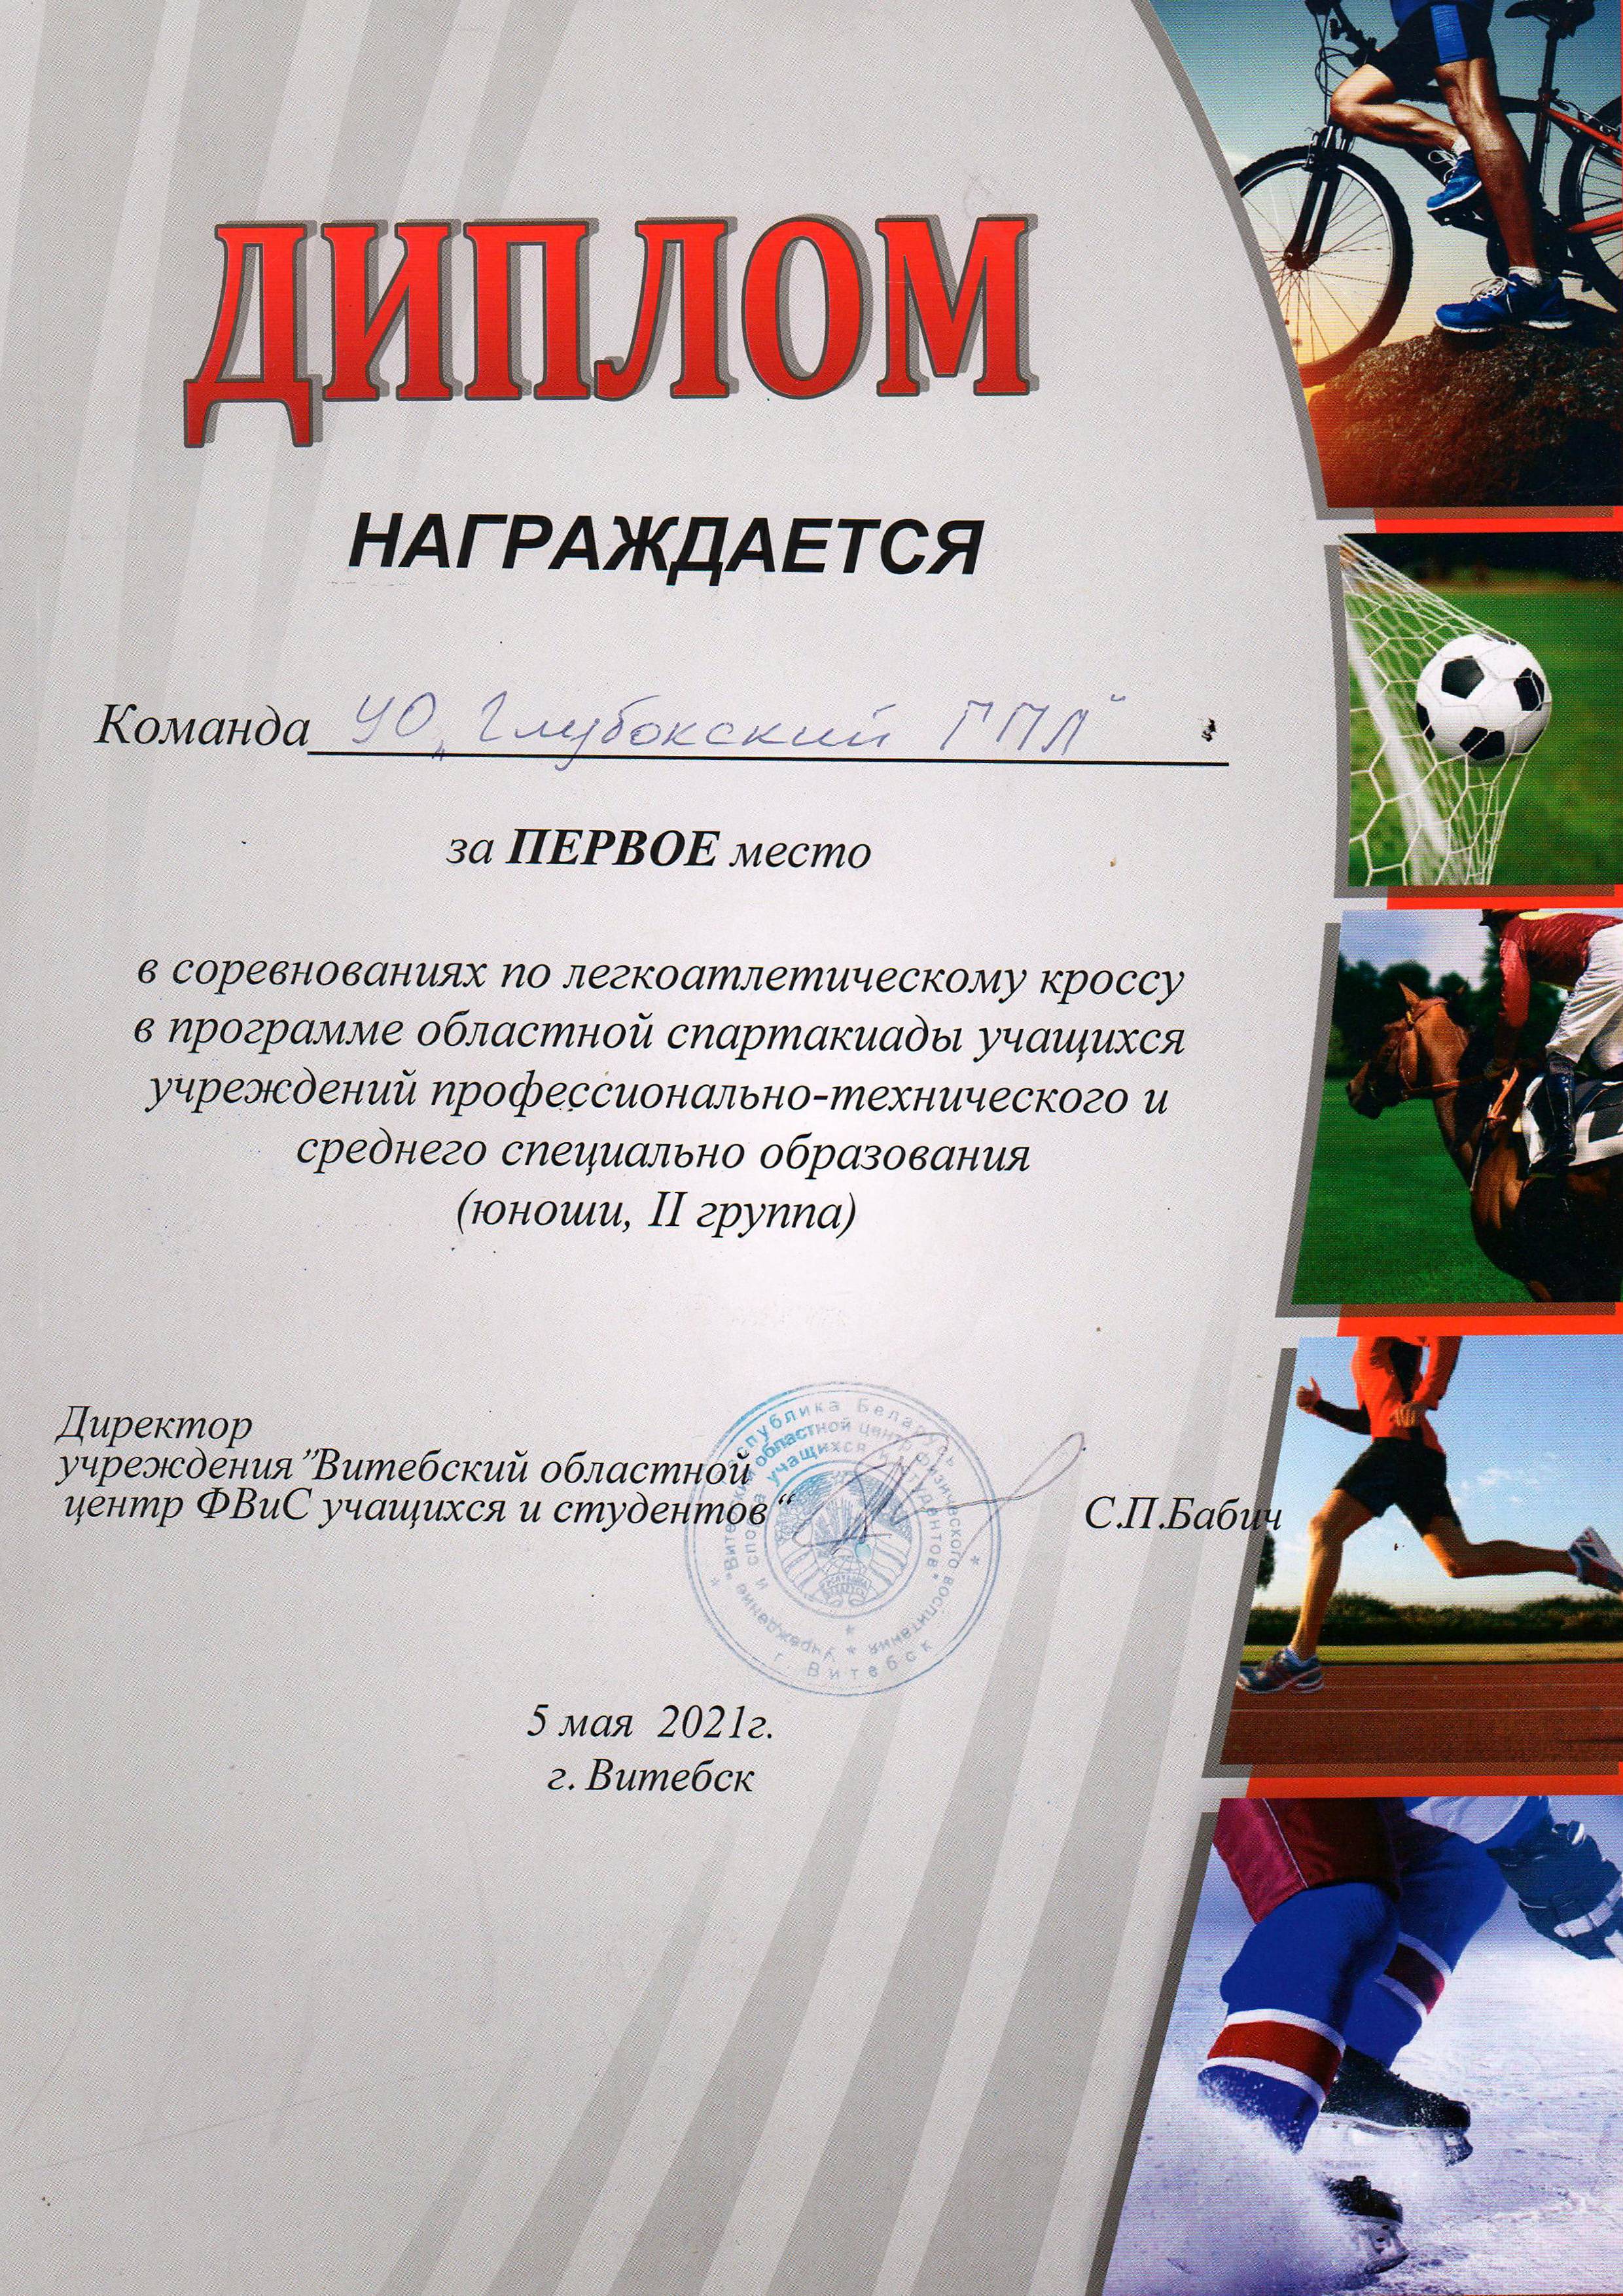 ДИПЛОМ
НАГРАЖДАЕТСЯ
Команда УО „Глубокский ГПЛ"
за ПЕРВОЕ место
в соревнованиях по легкоатлетическому кроссу
в программе областной спартакиады учащихся
учреждений профессионально-технического и
среднего специально образования
(юноши, II группа)
Директор
учреждения "Витебский областной
центр ФВиС учащихся и студентов“
С.П.Бабич
Республика Беларусь
г. Витебск
Учреждение "Витебский областной центр физического воспитания
и спорта учащихся и студентов"
5 мая 2021г.
г. Витебск